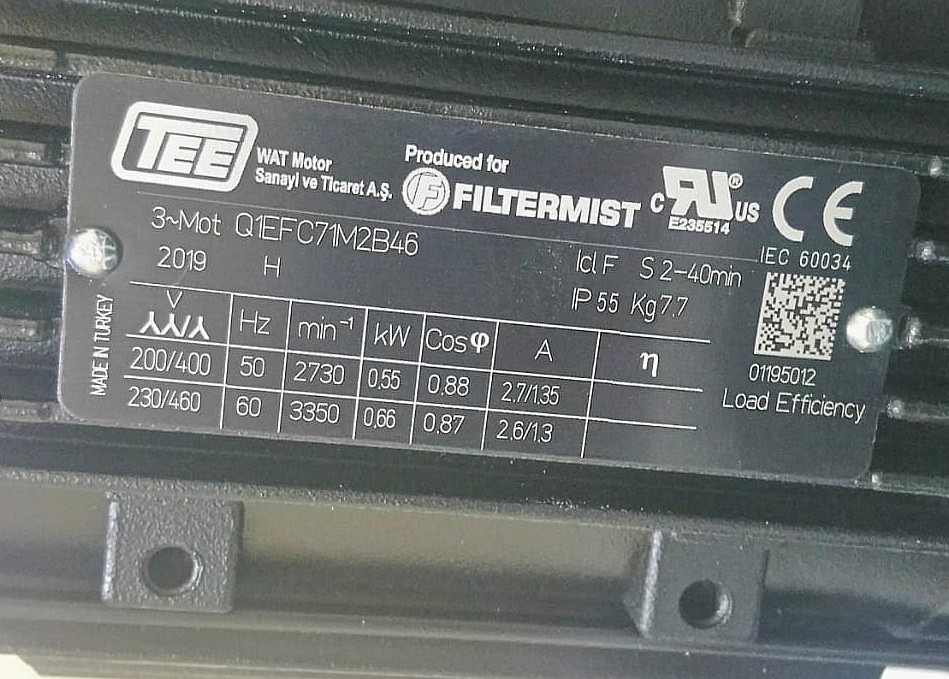 TEE
WAT Motor
Sanayl ve Ticaret A.Ş.
Produced for
FILTERMIST
c RU ® US
E235514
CE
IEC 60034
3~Mot Q1EFC71M2B46
2019 H
Icl F S 2-40min
IP 55 Kg 7.7
MADE IN TURKEY
V Hz min⁻¹ kW Cosφ A η
200/400 50 2730 0,55 0.88 2.7/1.35
230/460 60 3350 0,66 0.87 2.6/1.3
01195012
Load Efficiency